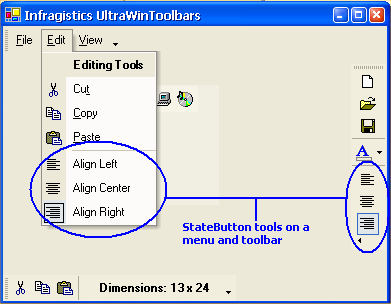 Infragistics UltraWinToolbars
File Edit View
Editing Tools
Cut
Copy
Paste
Align Left
Align Center
Align Right
A
StateButton tools on a
menu and toolbar
Dimensions: 13 x 24